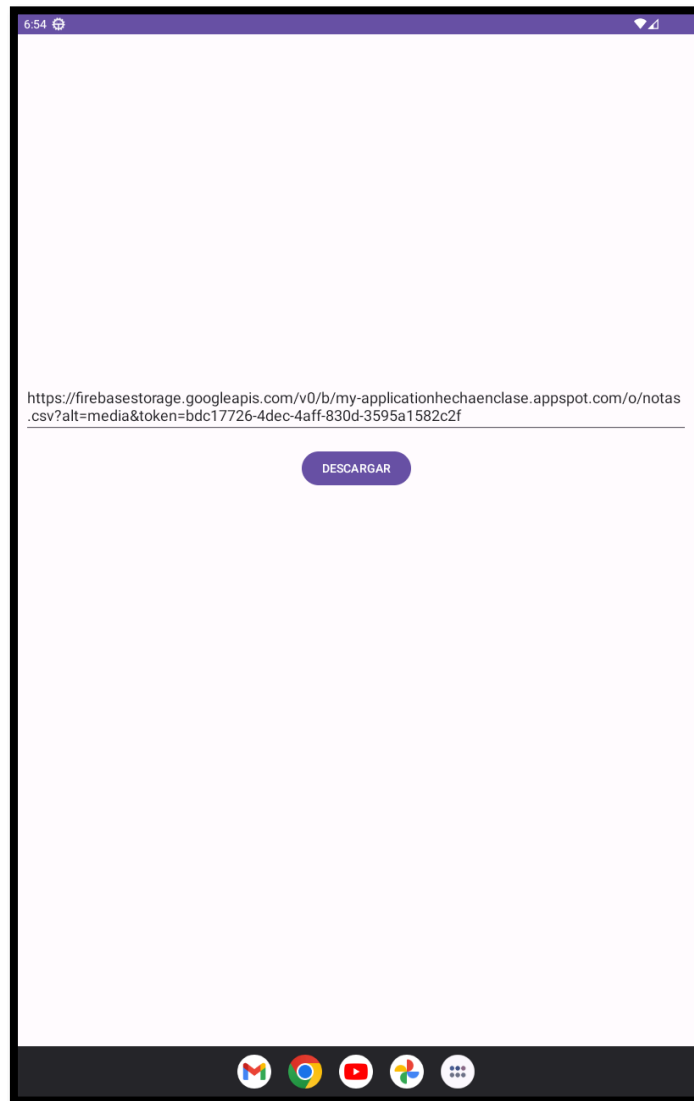 6:54
https://firebasestorage.googleapis.com/v0/b/my-applicationhechaenclase.appspot.com/o/notas
.csv?alt=media&token=bdc17726-4dec-4aff-830d-3595a1582c2f
DESCARGAR